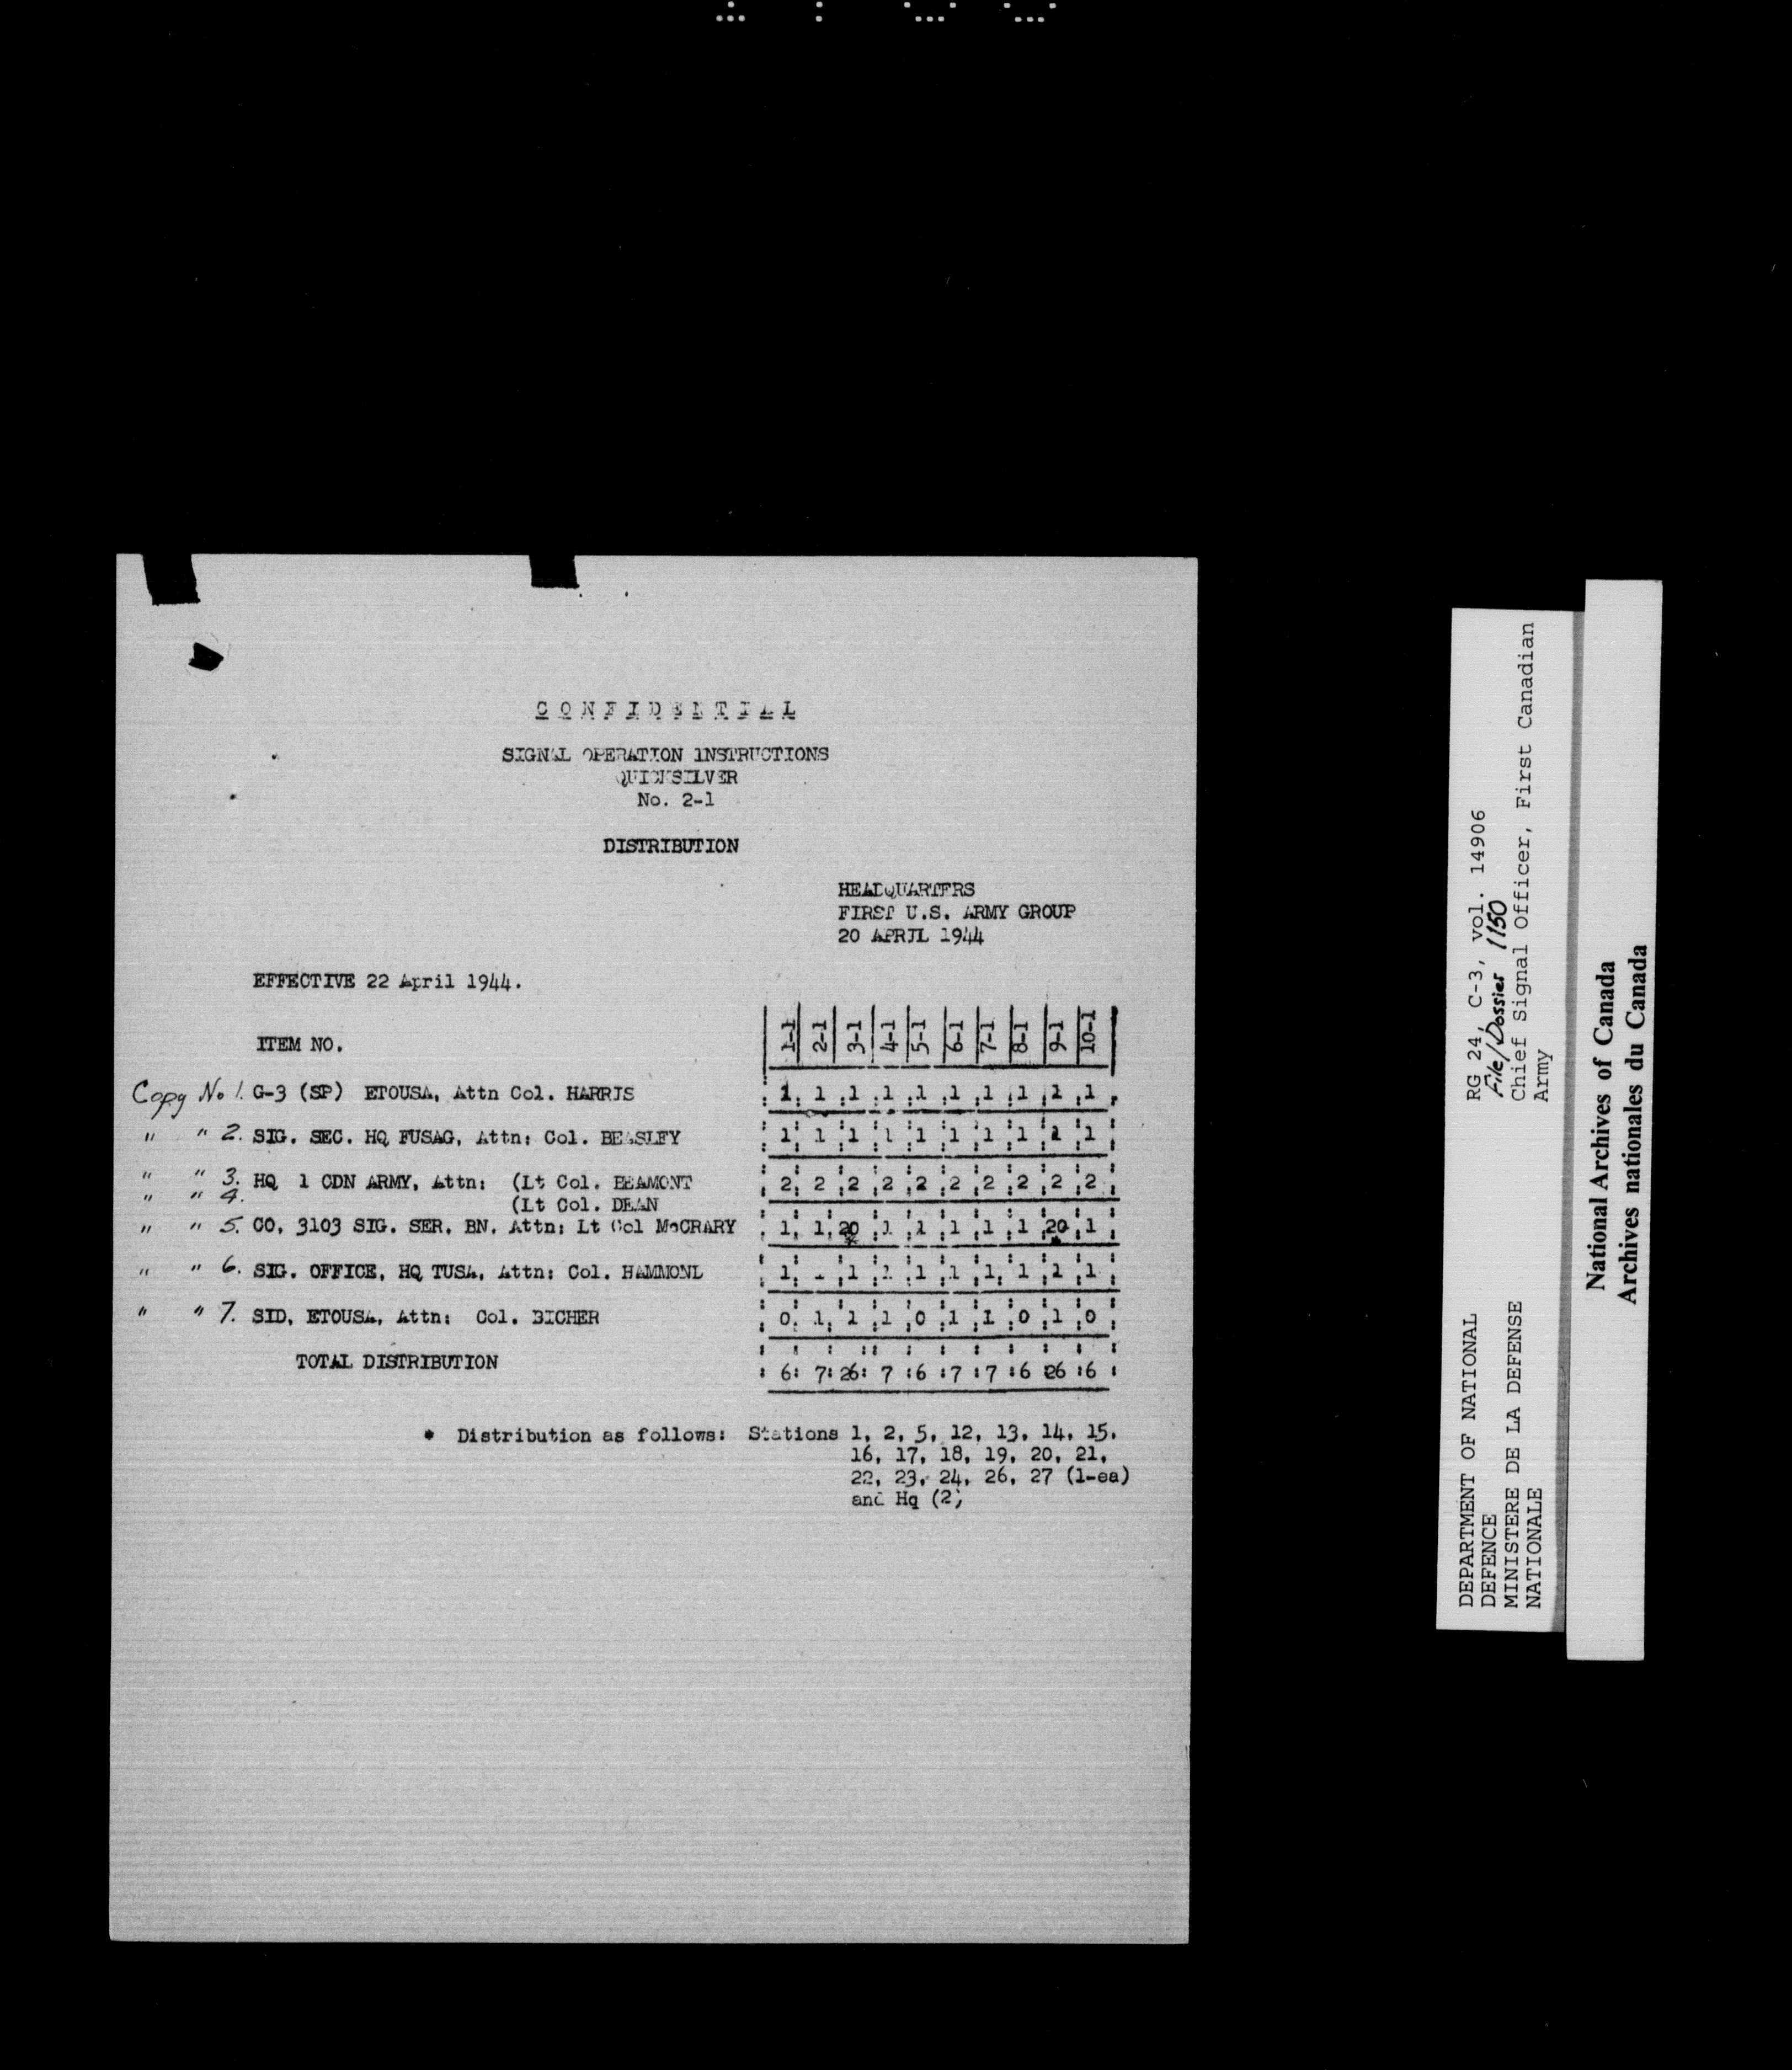 C O N F I D E N T I A L
SIGNAL OPERATION INSTRUCTIONS
QUICKSILVER
No. 2-1
DISTRIBUTION
HEADQUARTERS
FIRST U.S. ARMY GROUP
20 APRIL 1944
EFFECTIVE 22 April 1944.
ITEM NO. 1-1 2-1 3-1 4-1 5-1 6-1 7-1 8-1 9-1 10-1
Copy No 1. G-3 (SP) ETOUSA, Attn Col. HARRIS 1 1 1 1 1 1 1 1 1 1
" " 2. SIG. SEC. HQ FUSAG, Attn: Col. BEASLEY 1 1 1 1 1 1 1 1 1 1
" " 3. HQ 1 CDN ARMY, Attn: (Lt Col. BEAMONT 2 2 2 2 2 2 2 2 2 2
" " 4. (Lt Col. DEAN
" " 5. CO, 3103 SIG. SER. BN. Attn: Lt Col McCRARY 1 1 20* 1 1 1 1 1 20* 1
" " 6. SIG. OFFICE, HQ TUSA, Attn: Col. HAMMOND 1 1 1 1 1 1 1 1 1 1
" " 7. SID, ETOUSA, Attn: Col. BICHER 0 1 1 1 0 1 1 0 1 0
TOTAL DISTRIBUTION 6 7 26 7 6 7 7 6 26 6
* Distribution as follows: Stations 1, 2, 5, 12, 13, 14, 15,
16, 17, 18, 19, 20, 21,
22, 23, 24, 26, 27 (1-ea)
and Hq (2)
DEPARTMENT OF NATIONAL
DEFENCE
MINISTERE DE LA DEFENSE
NATIONALE
RG 24, C-3, vol. 14906
File/Dossier 1150
Chief Signal Officer, First Canadian
Army
National Archives of Canada
Archives nationales du Canada